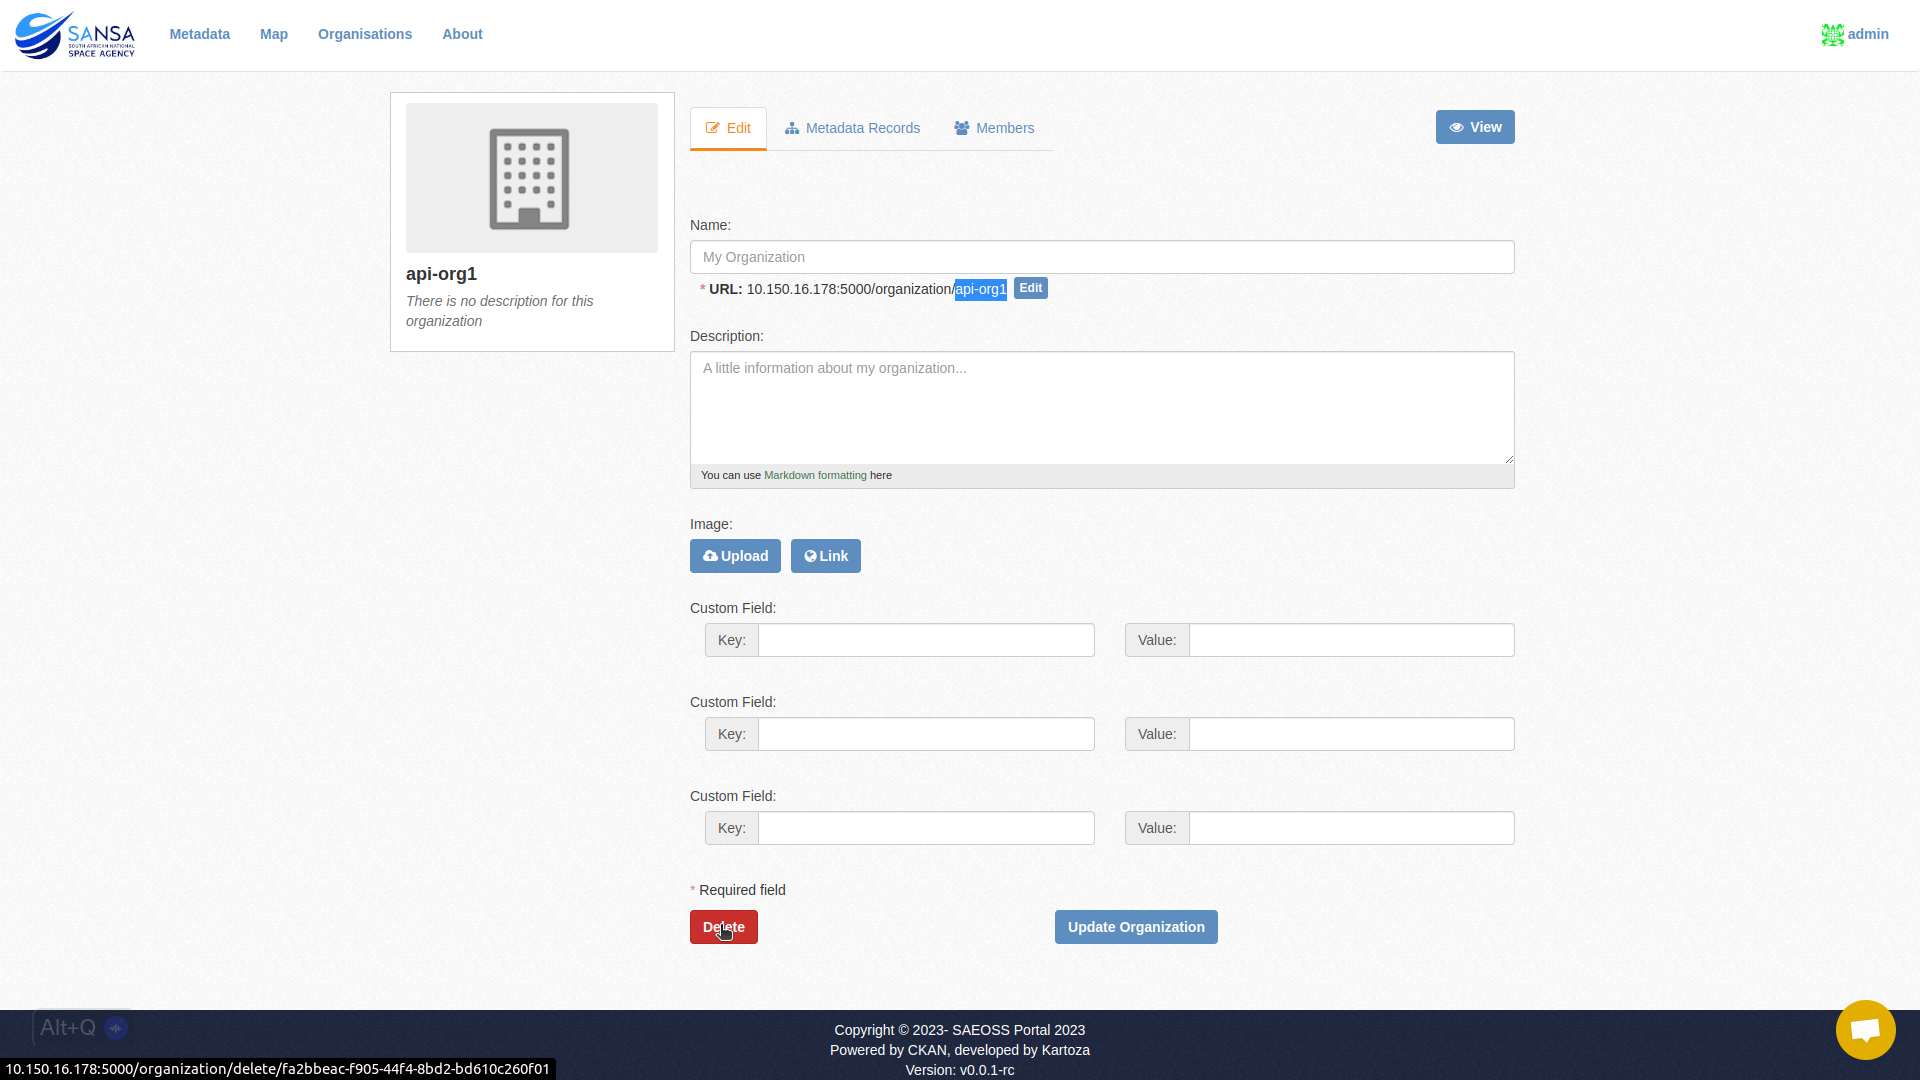 SANSA
SOUTH AFRICAN NATIONAL
SPACE AGENCY
Metadata
Map
Organisations
About
admin
api-org1
There is no description for this
organization
Edit
Metadata Records
Members
View
Name:
My Organization
* URL: 10.150.16.178:5000/organization/api-org1 Edit
Description:
A little information about my organization...
You can use Markdown formatting here
Image:
Upload
Link
Custom Field:
Key:
Value:
Custom Field:
Key:
Value:
Custom Field:
Key:
Value:
* Required field
Delete
Update Organization
Alt+Q
Copyright © 2023- SAEOSS Portal 2023
Powered by CKAN, developed by Kartoza
Version: v0.0.1-rc
10.150.16.178:5000/organization/delete/fa2bbeac-f905-44f4-8bd2-bd610c260f01